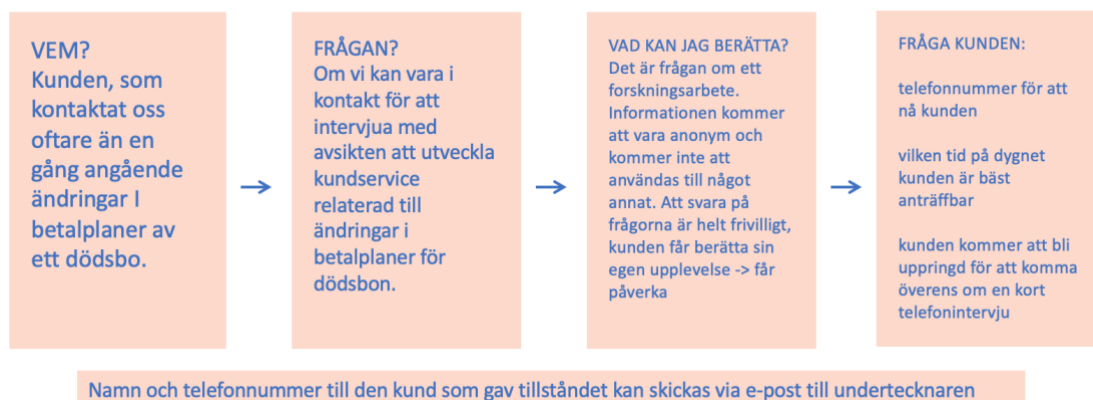 VEM?
Kunden, som
kontaktat oss
oftare än en
gång angående
ändringar I
betalplaner av
ett dödsbo.
FRÅGAN?
Om vi kan vara i
kontakt för att
intervjua med
avsikten att utveckla
kundservice
relaterad till
ändringar i
betalplaner för
dödsbon.
VAD KAN JAG BERÄTTA?
Det är frågan om ett
forskningsarbete.
Informationen kommer
att vara anonym och
kommer inte att
användas till något
annat. Att svara på
frågorna är helt frivilligt,
kunden får berätta sin
egen upplevelse -> får
påverka
FRÅGA KUNDEN:
telefonnummer för att
nå kunden
vilken tid på dygnet
kunden är bäst
anträffbar
kunden kommer att bli
uppringd för att komma
överens om en kort
telefonintervju
Namn och telefonnummer till den kund som gav tillståndet kan skickas via e-post till undertecknaren